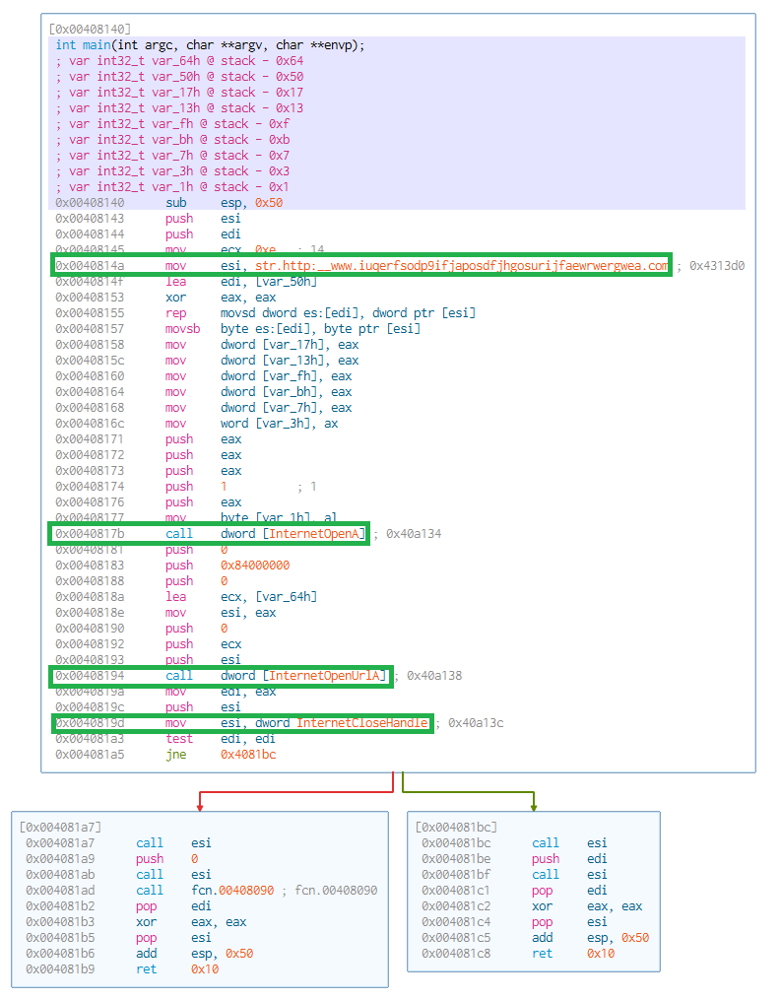 [0x00408140]
int main(int argc, char **argv, char **envp);
; var int32_t var_64h @ stack - 0x64
; var int32_t var_50h @ stack - 0x50
; var int32_t var_17h @ stack - 0x17
; var int32_t var_13h @ stack - 0x13
; var int32_t var_fh @ stack - 0xf
; var int32_t var_bh @ stack - 0xb
; var int32_t var_7h @ stack - 0x7
; var int32_t var_3h @ stack - 0x3
; var int32_t var_1h @ stack - 0x1
0x00408140 sub esp, 0x50
0x00408143 push esi
0x00408144 push edi
0x00408145 mov ecx, 0xe ; 14
0x0040814a mov esi, str.http:__www.iuqerfsodp9ifjaposdfjhgosurijfaewrwergwea.com ; 0x4313d0
0x0040814f lea edi, [var_50h]
0x00408153 xor eax, eax
0x00408155 rep movsd dword es:[edi], dword ptr [esi]
0x00408157 movsb byte es:[edi], byte ptr [esi]
0x00408158 mov dword [var_17h], eax
0x0040815c mov dword [var_13h], eax
0x00408160 mov dword [var_fh], eax
0x00408164 mov dword [var_bh], eax
0x00408168 mov dword [var_7h], eax
0x0040816c mov word [var_3h], ax
0x00408171 push eax
0x00408172 push eax
0x00408173 push eax
0x00408174 push 1 ; 1
0x00408176 push eax
0x00408177 mov byte [var_1h], al
0x0040817b call dword [InternetOpenA] ; 0x40a134
0x00408181 push 0
0x00408183 push 0x84000000
0x00408188 push 0
0x0040818a lea ecx, [var_64h]
0x0040818e mov esi, eax
0x00408190 push 0
0x00408192 push ecx
0x00408193 push esi
0x00408194 call dword [InternetOpenUrlA] ; 0x40a138
0x0040819a mov edi, eax
0x0040819c push esi
0x0040819d mov esi, dword InternetCloseHandle ; 0x40a13c
0x004081a3 test edi, edi
0x004081a5 jne 0x4081bc
[0x004081a7]
0x004081a7 call esi
0x004081a9 push 0
0x004081ab call esi
0x004081ad call fcn.00408090 ; fcn.00408090
0x004081b2 pop edi
0x004081b3 xor eax, eax
0x004081b5 pop esi
0x004081b6 add esp, 0x50
0x004081b9 ret 0x10
[0x004081bc]
0x004081bc call esi
0x004081be push edi
0x004081bf call esi
0x004081c1 pop edi
0x004081c2 xor eax, eax
0x004081c4 pop esi
0x004081c5 add esp, 0x50
0x004081c8 ret 0x10